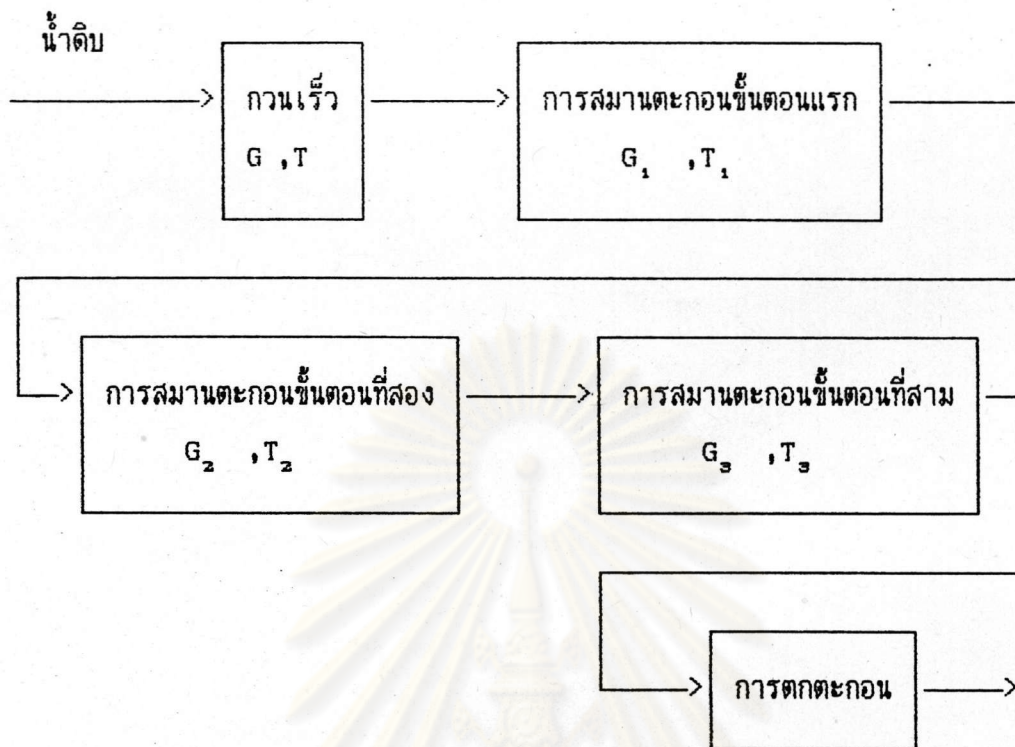 น้ำดิบ
กวนเร็ว
G ,T
การสมานตะกอนขั้นตอนแรก
G₁ ,T₁
การสมานตะกอนขั้นตอนที่สอง
G₂ ,T₂
การสมานตะกอนขั้นตอนที่สาม
G₃ ,T₃
การตกตะกอน